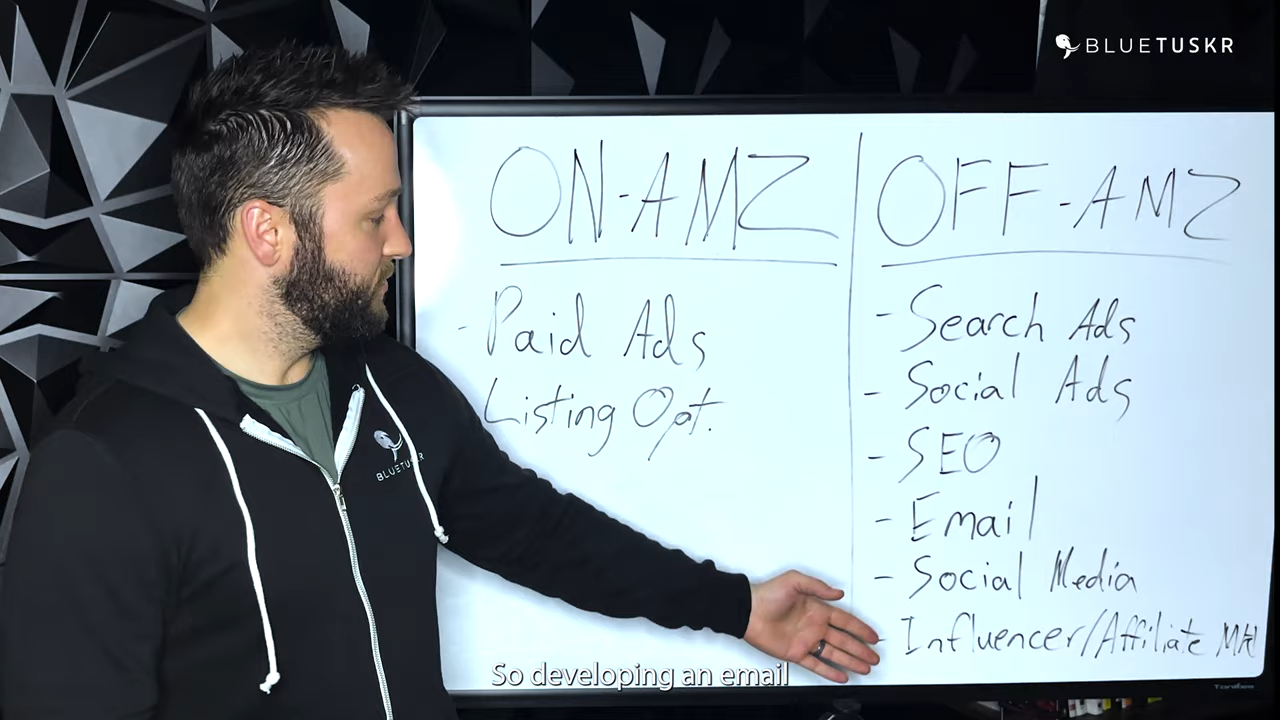 BLUETUSKR
ON-AMZ
- Paid Ads
Listing Opt.
OFF-AMZ
- Search Ads
- Social Ads
- SEO
- Email
- Social Media
- Influencer/Affiliate Mkt
BLUETUSKR
So developing an email